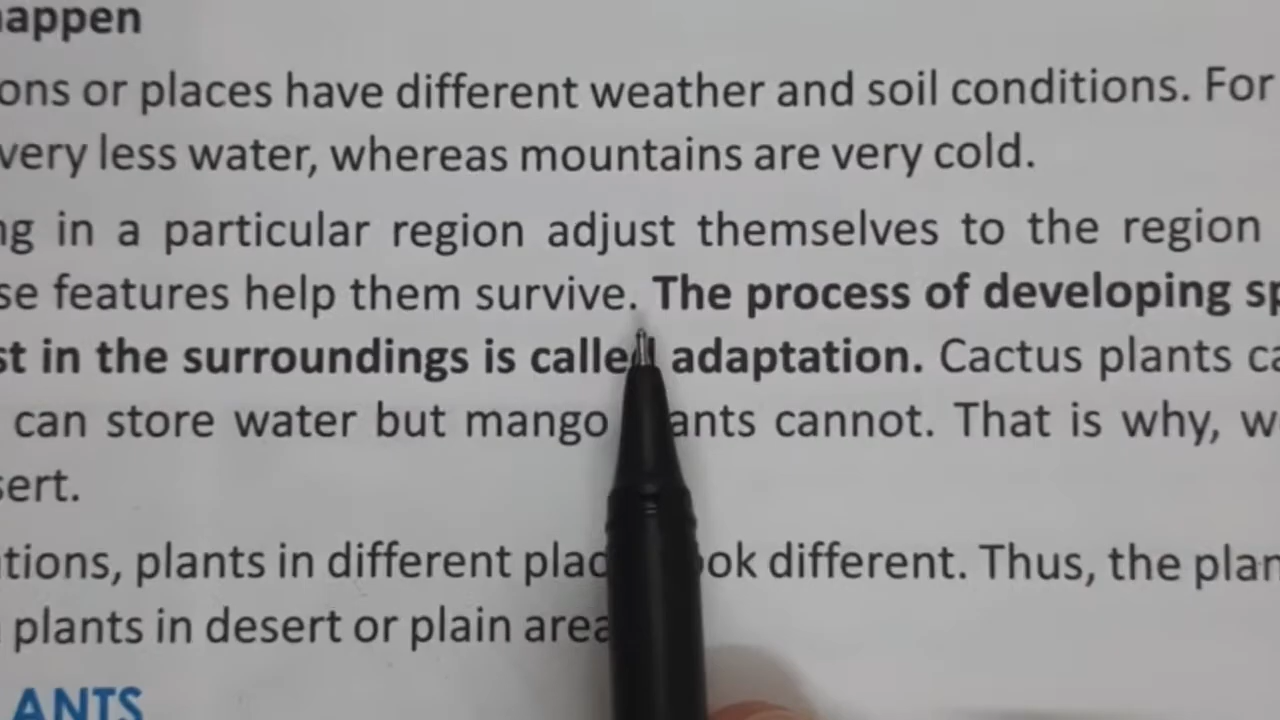 happen
ons or places have different weather and soil conditions. For
very less water, whereas mountains are very cold.
ng in a particular region adjust themselves to the region
se features help them survive. The process of developing sp
st in the surroundings is called adaptation. Cactus plants ca
can store water but mango ants cannot. That is why, w
sert.
tions, plants in different plac ok different. Thus, the plan
plants in desert or plain area
ANTS